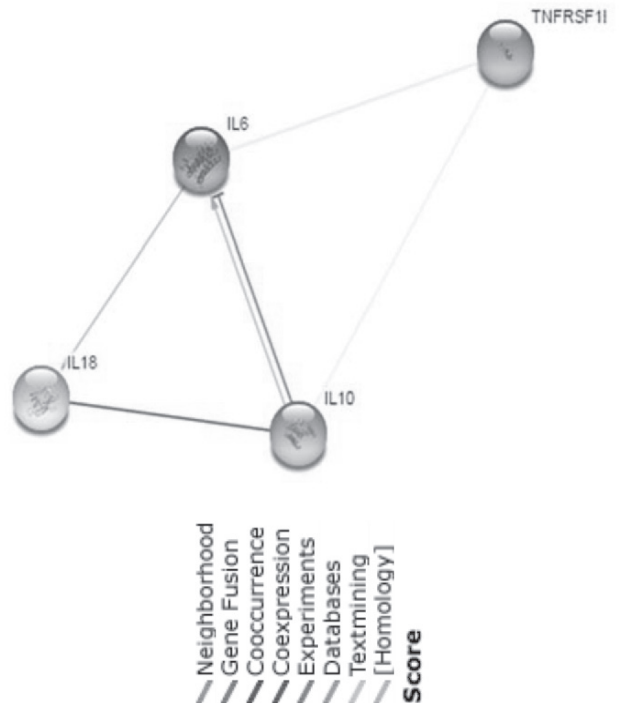 TNFRSF1I
IL6
IL18
IL10
Neighborhood
Gene Fusion
Cooccurrence
Coexpression
Experiments
Databases
Textmining
[Homology]
Score